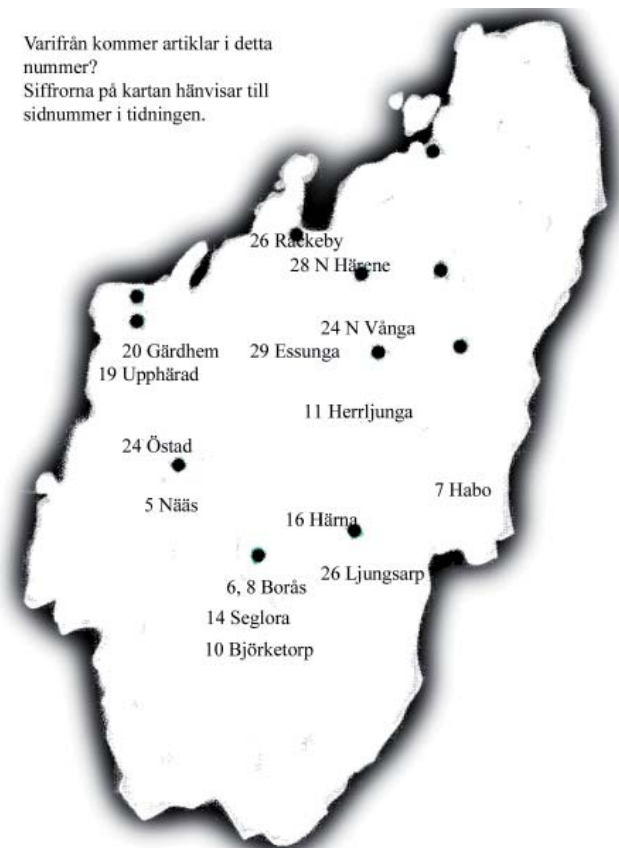 Varifrån kommer artiklar i detta
nummer?
Siffrorna på kartan hänvisar till
sidnummer i tidningen.
26 Råckeby
28 N Härene
24 N Vånga
20 Gärdhem
29 Essunga
19 Upphärad
11 Herrljunga
24 Östad
7 Habo
5 Nääs
16 Härna
26 Ljungsarp
6, 8 Borås
14 Seglora
10 Björketorp